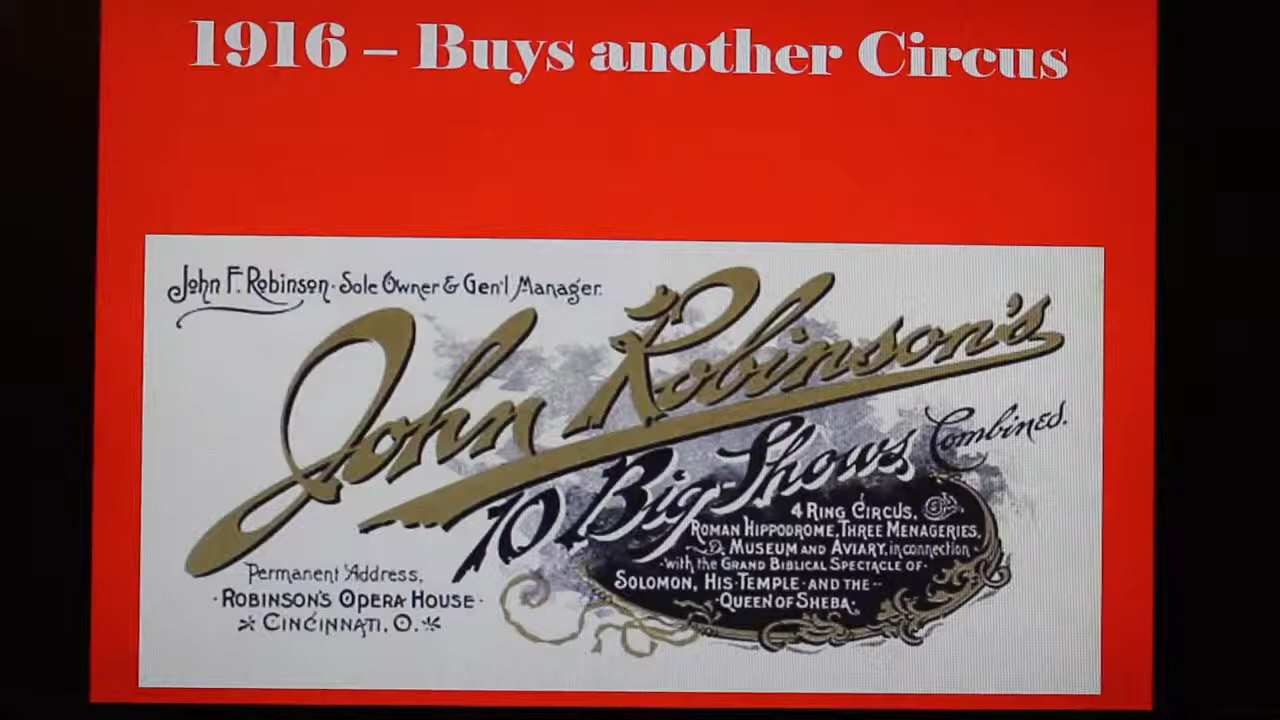 1916 – Buys another Circus
John F. Robinson · Sole Owner & Gen'l Manager.
John Robinson's
10 Big Shows Combined.
4 Ring Circus,
Roman Hippodrome, Three Menageries,
Museum and Aviary, in connection
·with the Grand Biblical Spectacle of·
Solomon, His·Temple·and the··
·Queen of Sheba·
Permanent Address,
·Robinson's Opera House·
Cincinnati, O.